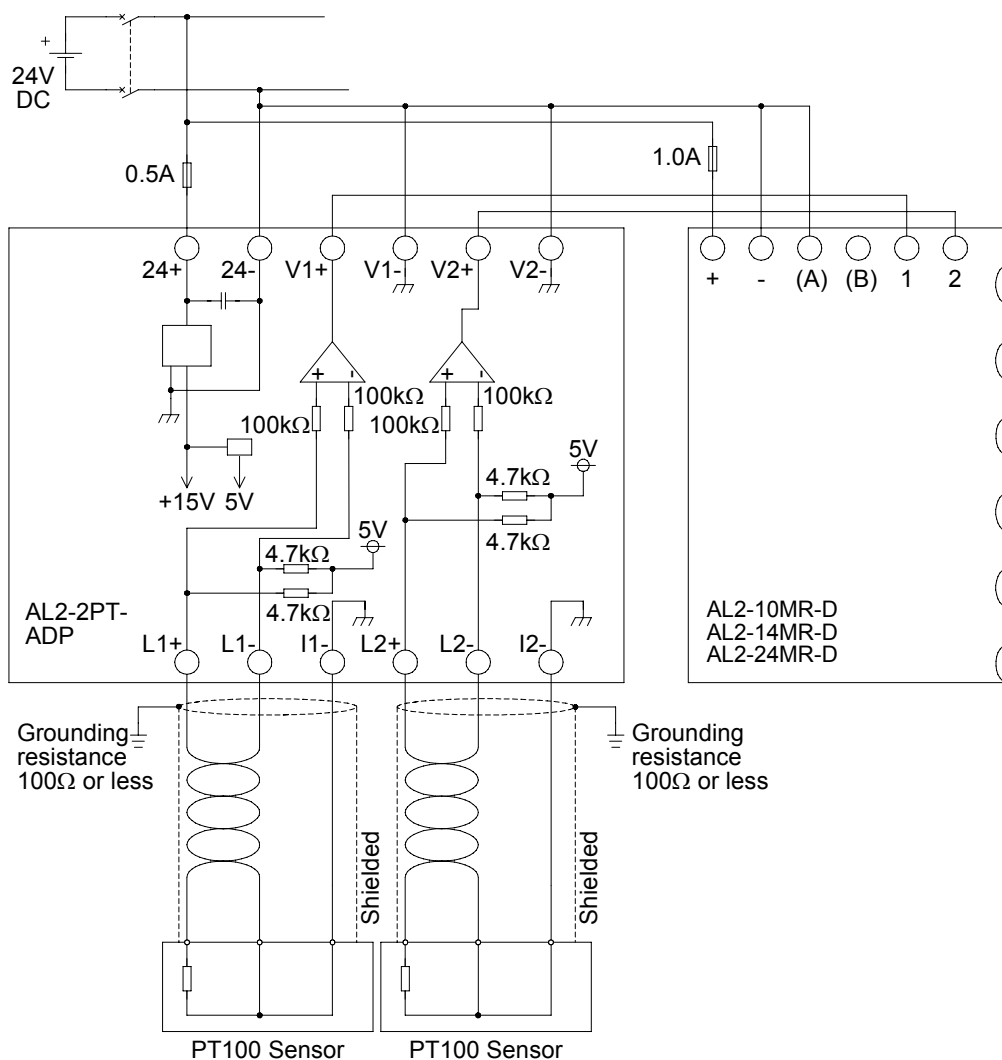 +
24V
DC
0.5A
1.0A
24+ 24- V1+ V1- V2+ V2-
+ - (A) (B) 1 2
+ - + -
100kΩ 100kΩ
100kΩ 100kΩ
5V
4.7kΩ
+15V 5V
5V 4.7kΩ
4.7kΩ
4.7kΩ
AL2-2PT-
ADP
AL2-10MR-D
AL2-14MR-D
AL2-24MR-D
L1+ L1- I1- L2+ L2- I2-
Grounding
resistance
100Ω or less
Grounding
resistance
100Ω or less
Shielded
Shielded
PT100 Sensor
PT100 Sensor